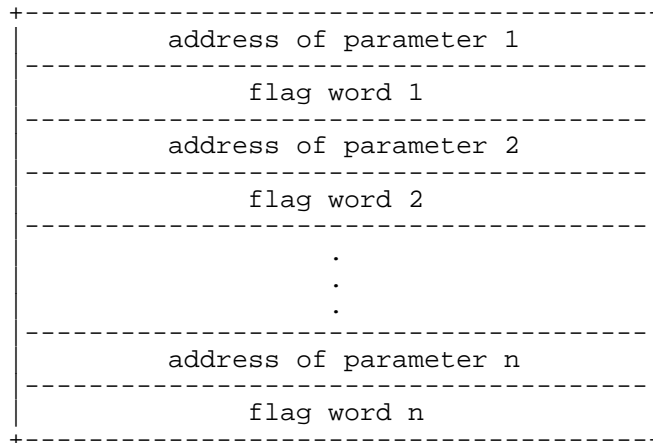 address of parameter 1
flag word 1
address of parameter 2
flag word 2
.
.
.
address of parameter n
flag word n